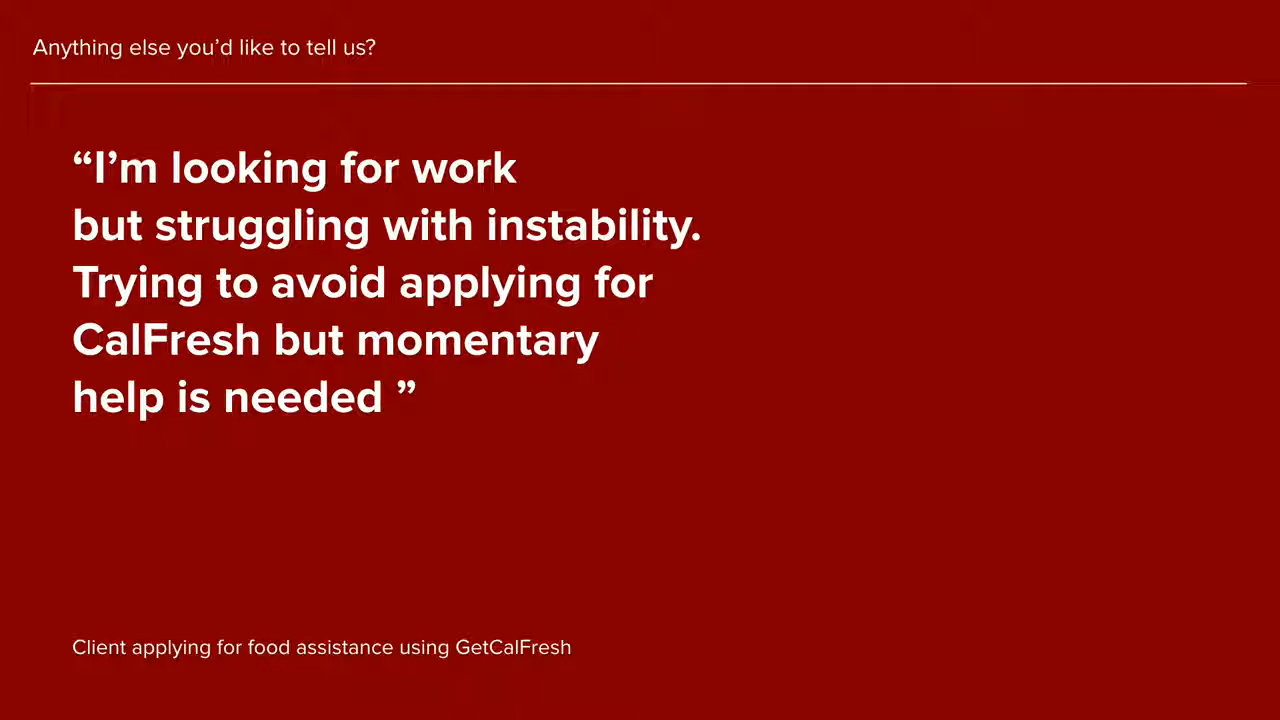 Anything else you’d like to tell us?
“I’m looking for work
but struggling with instability.
Trying to avoid applying for
CalFresh but momentary
help is needed ”
Client applying for food assistance using GetCalFresh